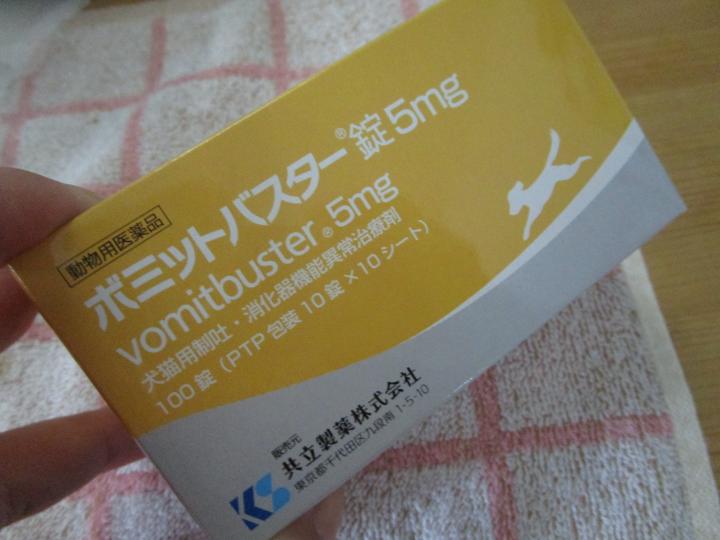 動物用医薬品
ボミットバスター®錠5mg
vomitbuster® 5mg
犬猫用制吐・消化器機能異常治療剤
100錠(PTP包装10錠×10シート)
販売元
共立製薬株式会社
東京都千代田区九段南1-5-10
KS